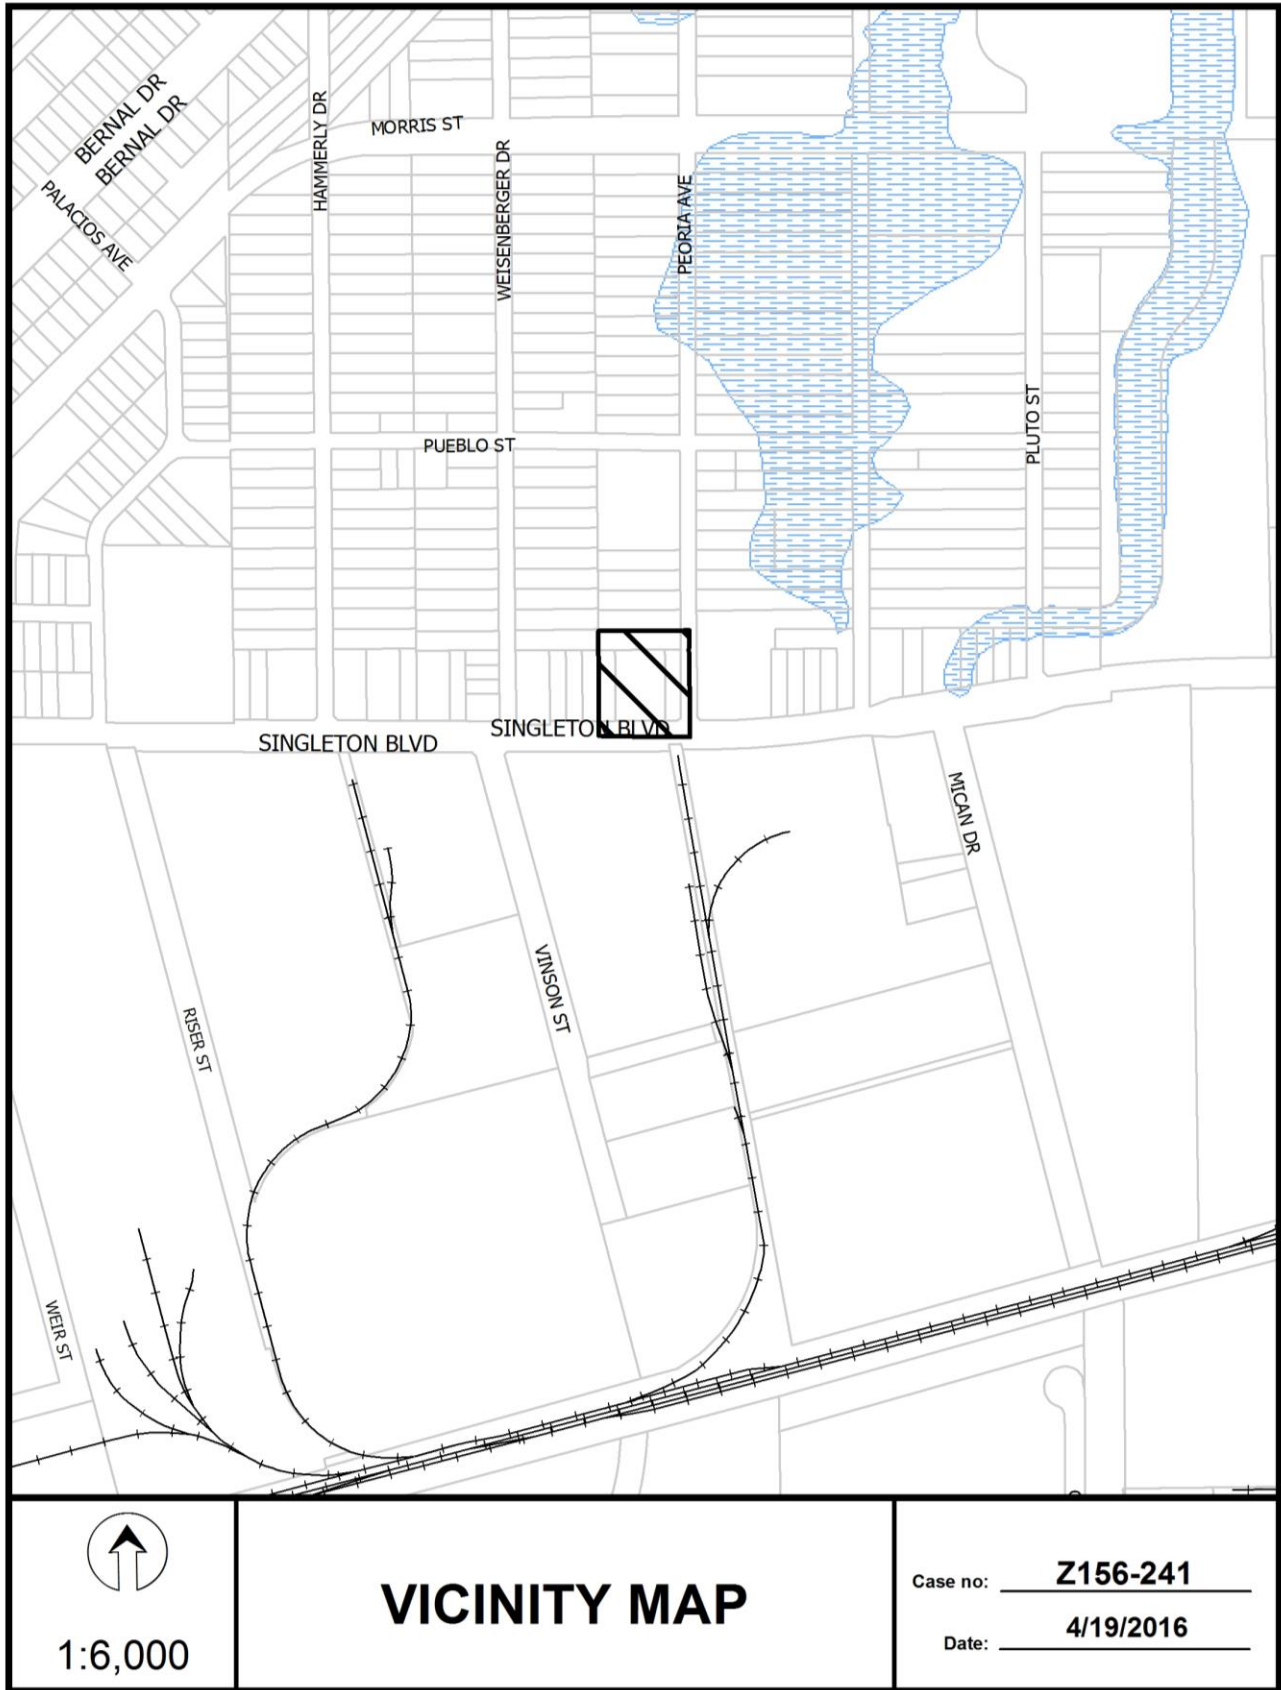 BERNAL DR
BERNAL DR
PALACIOS AVE
HAMMERLY DR
MORRIS ST
WEISENBERGER DR
PEORIA AVE
PUEBLO ST
PLUTO ST
SINGLETON BLVD
SINGLETON BLVD
MICAN DR
VINSON ST
RISER ST
WEIR ST
1:6,000
VICINITY MAP
Case no: Z156-241
Date: 4/19/2016